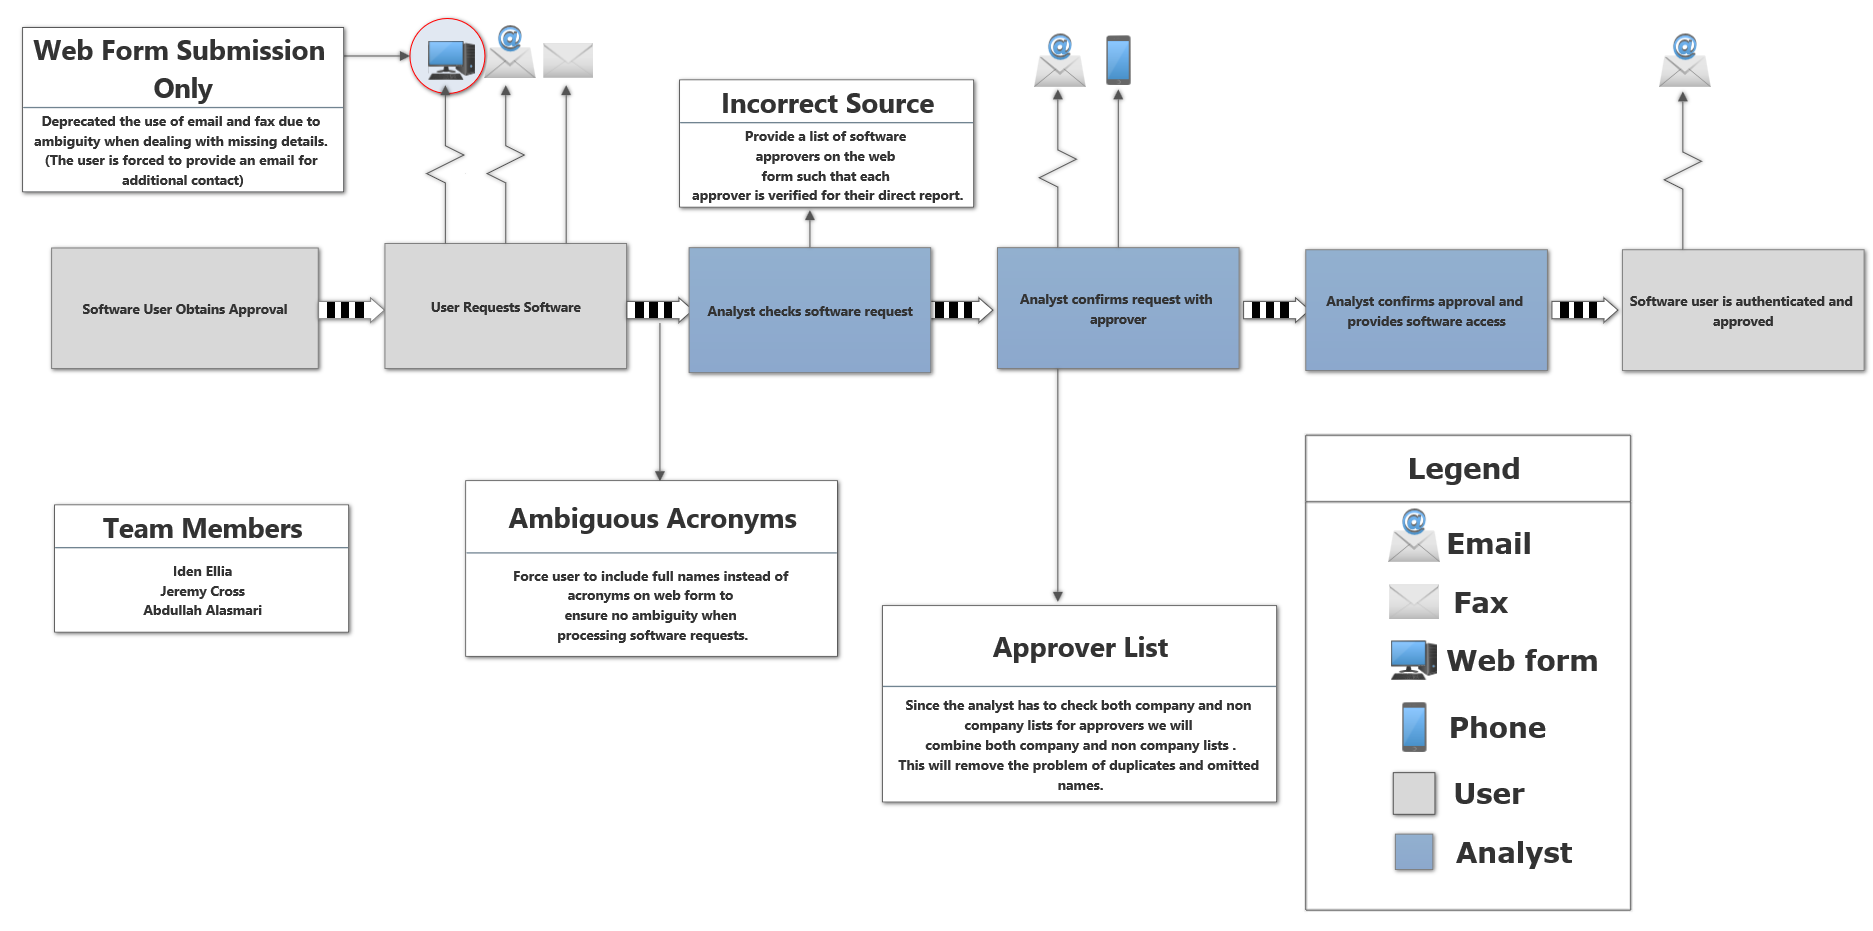 Web Form Submission
Only
Deprecated the use of email and fax due to
ambiguity when dealing with missing details.
(The user is forced to provide an email for
additional contact)
Incorrect Source
Provide a list of software
approvers on the web
form such that each
approver is verified for their direct report.
Software User Obtains Approval
User Requests Software
Analyst checks software request
Analyst confirms request with
approver
Analyst confirms approval and
provides software access
Software user is authenticated and
approved
Team Members
Iden Ellia
Jeremy Cross
Abdullah Alasmari
Ambiguous Acronyms
Force user to include full names instead of
acronyms on web form to
ensure no ambiguity when
processing software requests.
Approver List
Since the analyst has to check both company and non
company lists for approvers we will
combine both company and non company lists .
This will remove the problem of duplicates and omitted
names.
Legend
@ Email
Fax
Web form
Phone
User
Analyst